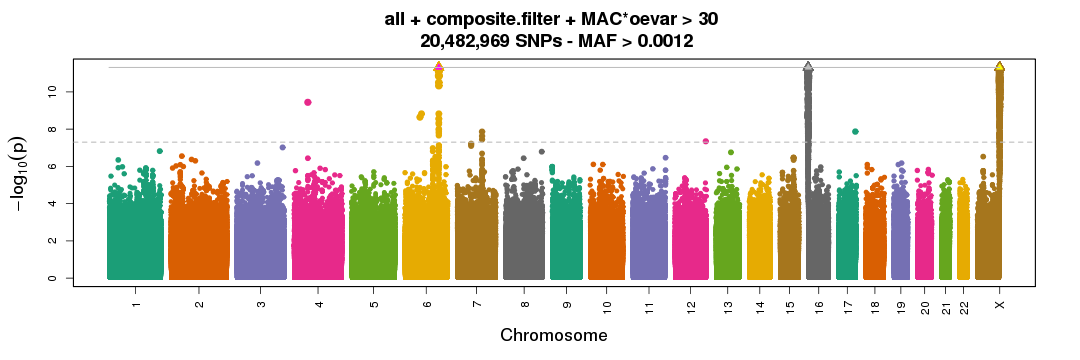 all + composite.filter + MAC*oevar > 30
20,482,969 SNPs - MAF > 0.0012
−log10(p)
10
8
6
4
2
0
1 2 3 4 5 6 7 8 9 10 11 12 13 14 15 16 17 18 19 20 21 22 X
Chromosome